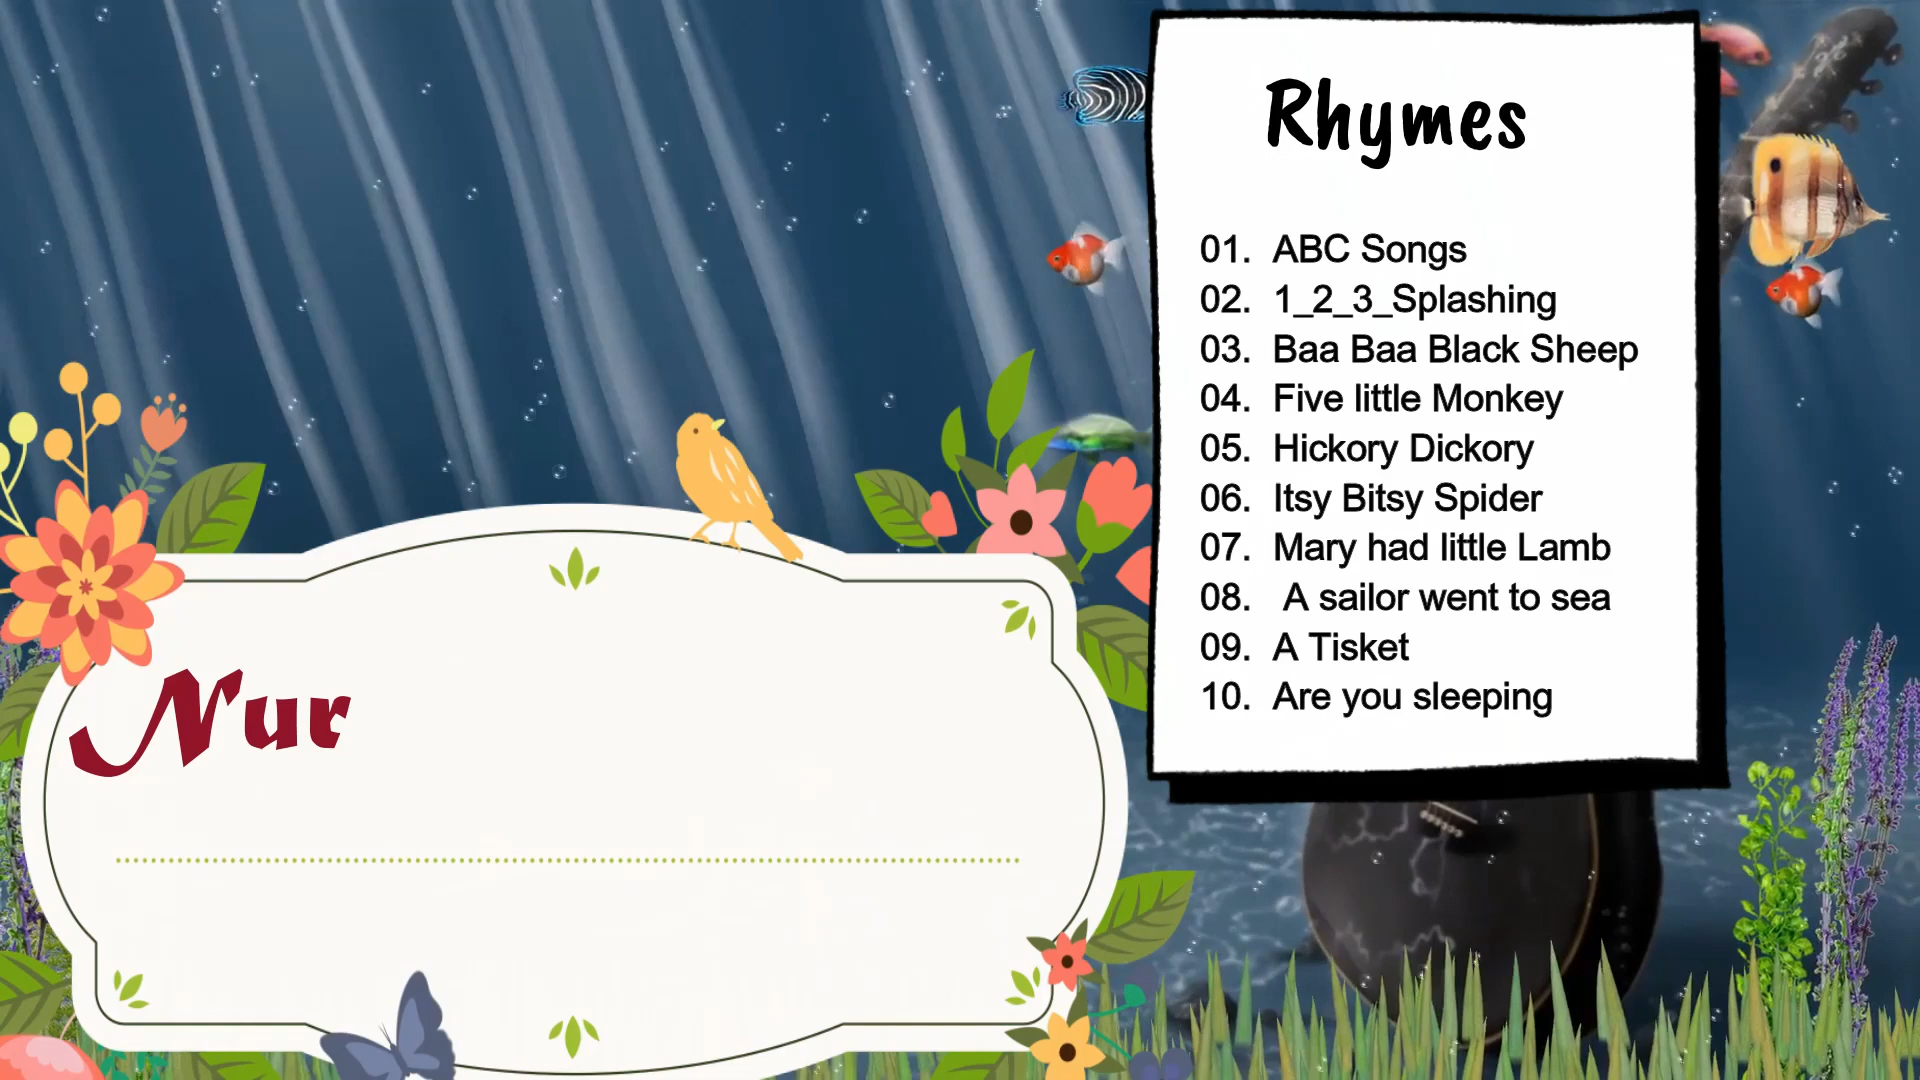 Rhymes
01. ABC Songs
02. 1_2_3_Splashing
03. Baa Baa Black Sheep
04. Five little Monkey
05. Hickory Dickory
06. Itsy Bitsy Spider
07. Mary had little Lamb
08. A sailor went to sea
09. A Tisket
10. Are you sleeping
Nur